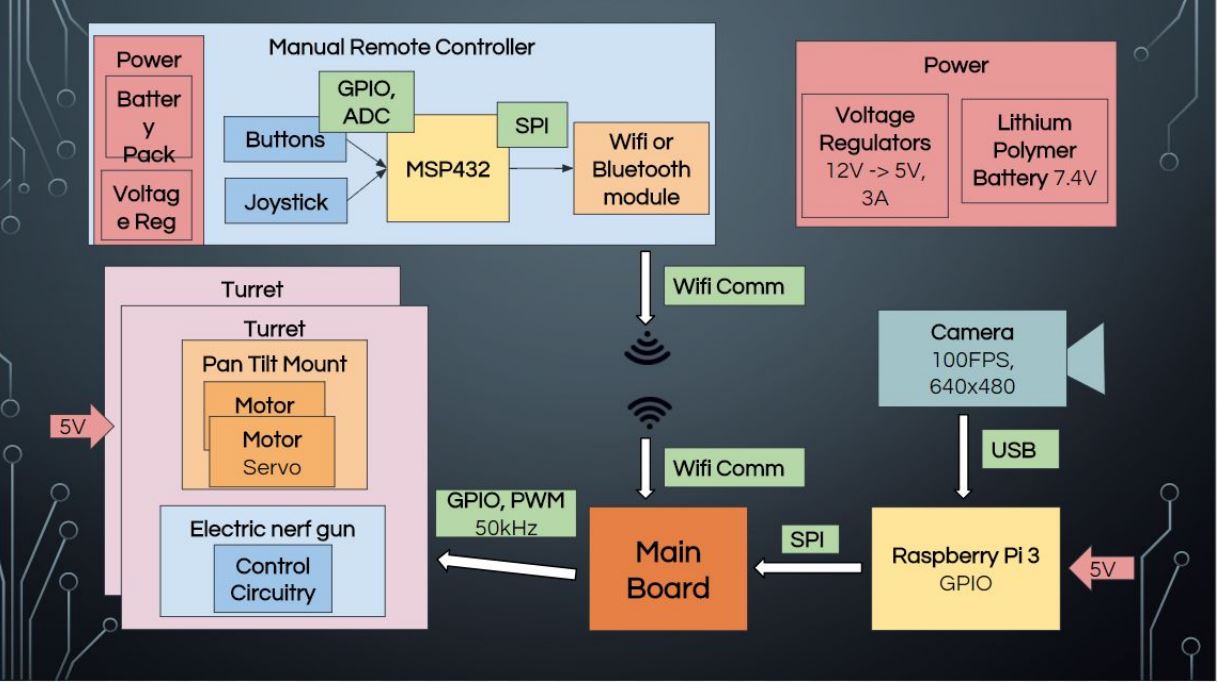 Manual Remote Controller
Power
Batter
y
Pack
Voltag
e Reg
GPIO,
ADC
Buttons
Joystick
MSP432
SPI
Wifi or
Bluetooth
module
Power
Voltage
Regulators
12V -> 5V,
3A
Lithium
Polymer
Battery 7.4V
Wifi Comm
Turret
Turret
Pan Tilt Mount
Motor
Motor
Servo
5V
Electric nerf gun
Control
Circuitry
Camera
100FPS,
640x480
USB
Wifi Comm
GPIO, PWM
50kHz
Main
Board
SPI
Raspberry Pi 3
GPIO
5V